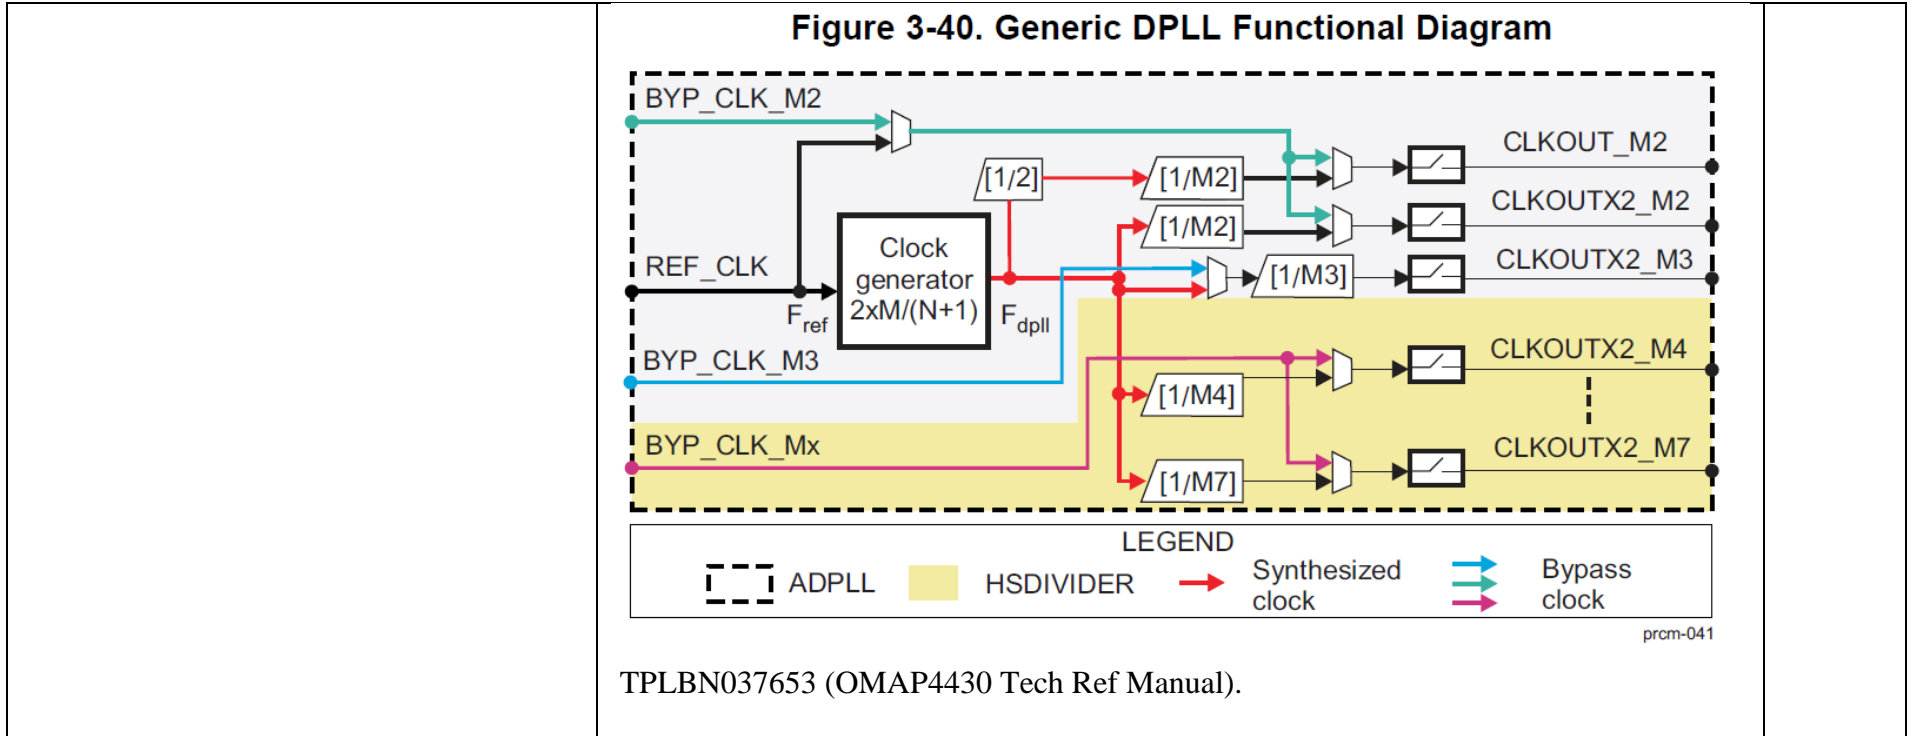 Figure 3-40. Generic DPLL Functional Diagram
BYP_CLK_M2
CLKOUT_M2
[1/2]
[1/M2]
CLKOUTX2_M2
[1/M2]
REF_CLK
Clock
generator
2xM/(N+1)
CLKOUTX2_M3
[1/M3]
Fref
Fdpll
BYP_CLK_M3
CLKOUTX2_M4
[1/M4]
BYP_CLK_Mx
CLKOUTX2_M7
[1/M7]
LEGEND
ADPLL
HSDIVIDER
Synthesized
clock
Bypass
clock
prcm-041
TPLBN037653 (OMAP4430 Tech Ref Manual).